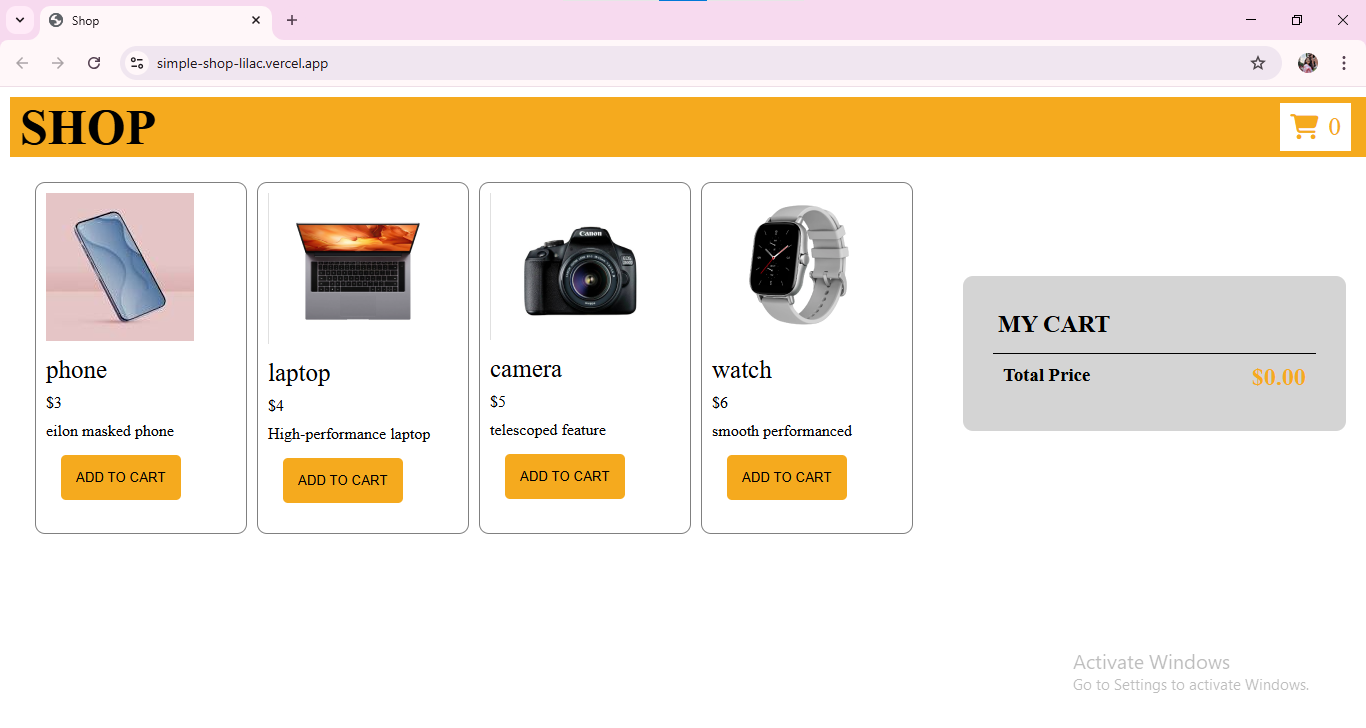 Shop
simple-shop-lilac.vercel.app
SHOP
0
Canon
phone
$3
eilon masked phone
ADD TO CART
laptop
$4
High-performance laptop
ADD TO CART
camera
$5
telescoped feature
ADD TO CART
watch
$6
smooth performanced
ADD TO CART
MY CART
Total Price $0.00
Activate Windows
Go to Settings to activate Windows.